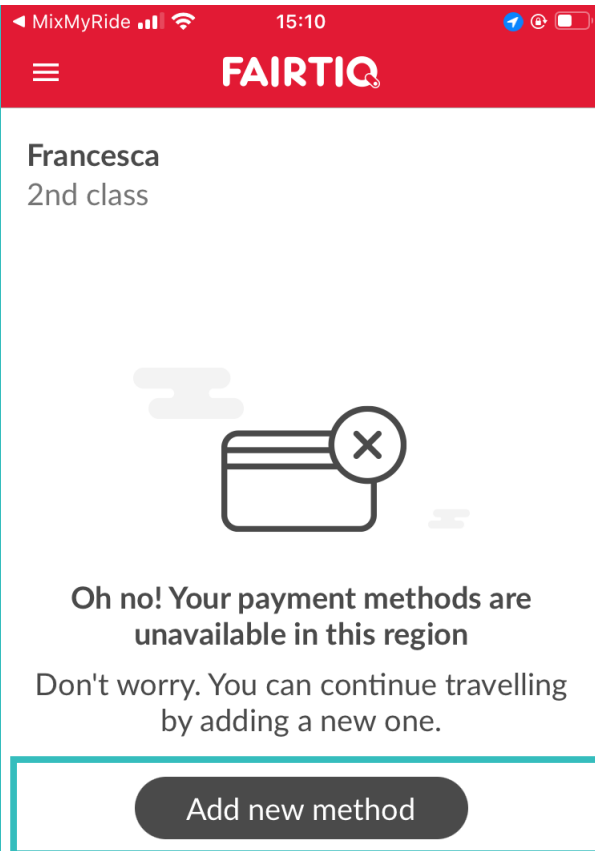 ◀ MixMyRide 15:10
FAIRTIQ
Francesca
2nd class
Oh no! Your payment methods are
unavailable in this region
Don't worry. You can continue travelling
by adding a new one.
Add new method